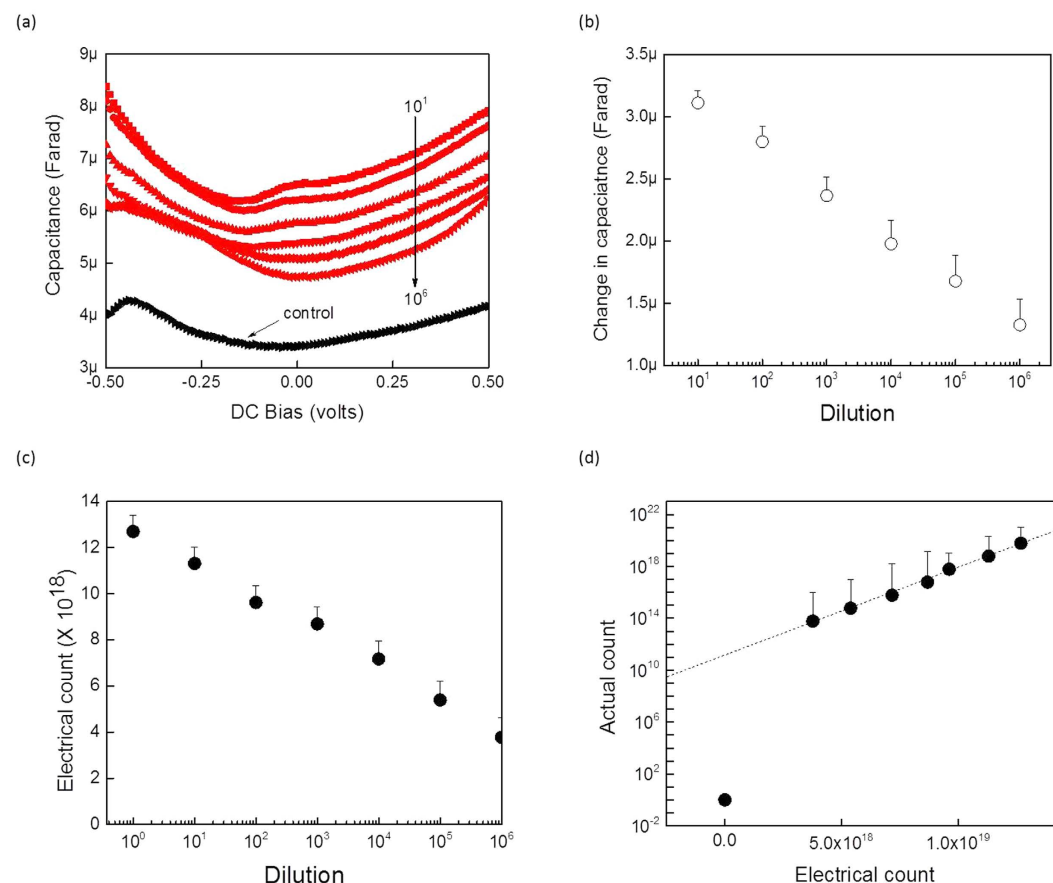 (a)
9μ
8μ
7μ
6μ
5μ
4μ
3μ
Capacitance (Farad)
10¹
10⁶
control
-0.50 -0.25 0.00 0.25 0.50
DC Bias (volts)
(b)
3.5μ
3.0μ
2.5μ
2.0μ
1.5μ
1.0μ
Change in capaciatnce (Farad)
10¹ 10² 10³ 10⁴ 10⁵ 10⁶
Dilution
(c)
14
12
10
8
6
4
2
0
Electrical count (X 10¹⁸)
10⁰ 10¹ 10² 10³ 10⁴ 10⁵ 10⁶
Dilution
(d)
10²²
10¹⁸
10¹⁴
10¹⁰
10⁶
10²
10⁻²
Actual count
0.0 5.0x10¹⁸ 1.0x10¹⁹
Electrical count